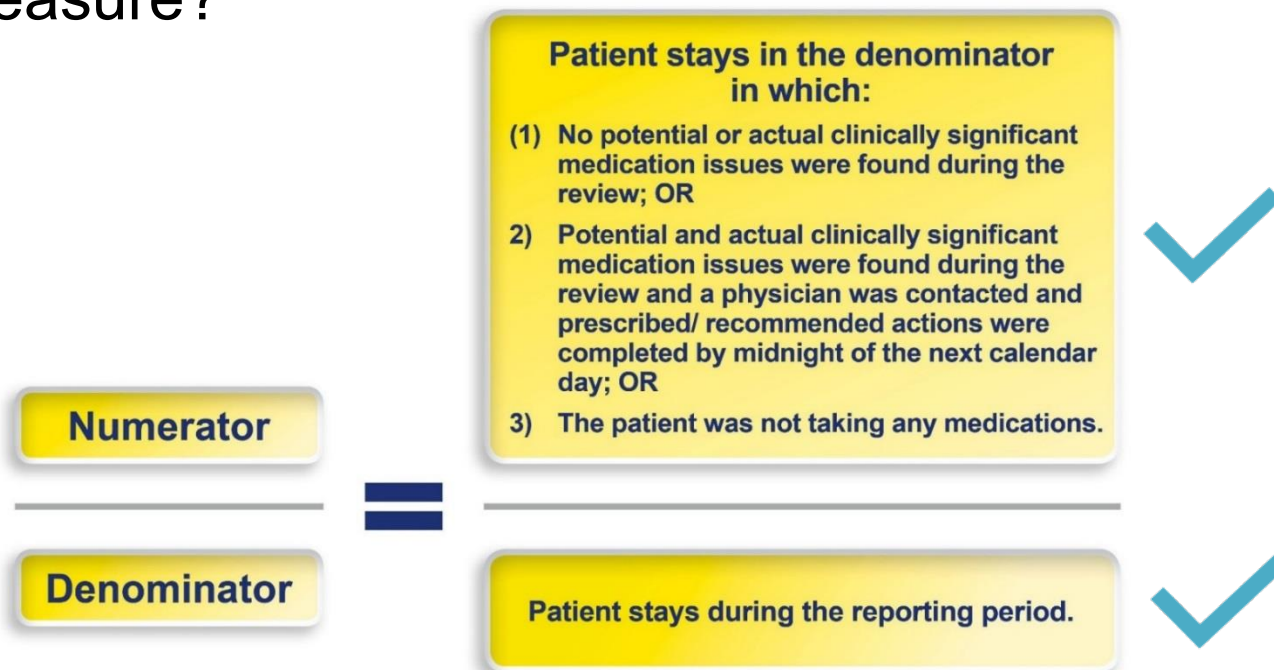 easure?
Patient stays in the denominator
in which:
(1) No potential or actual clinically significant
medication issues were found during the
review; OR
2) Potential and actual clinically significant
medication issues were found during the
review and a physician was contacted and
prescribed/ recommended actions were
completed by midnight of the next calendar
day; OR
3) The patient was not taking any medications.
Numerator
=
Denominator
Patient stays during the reporting period.